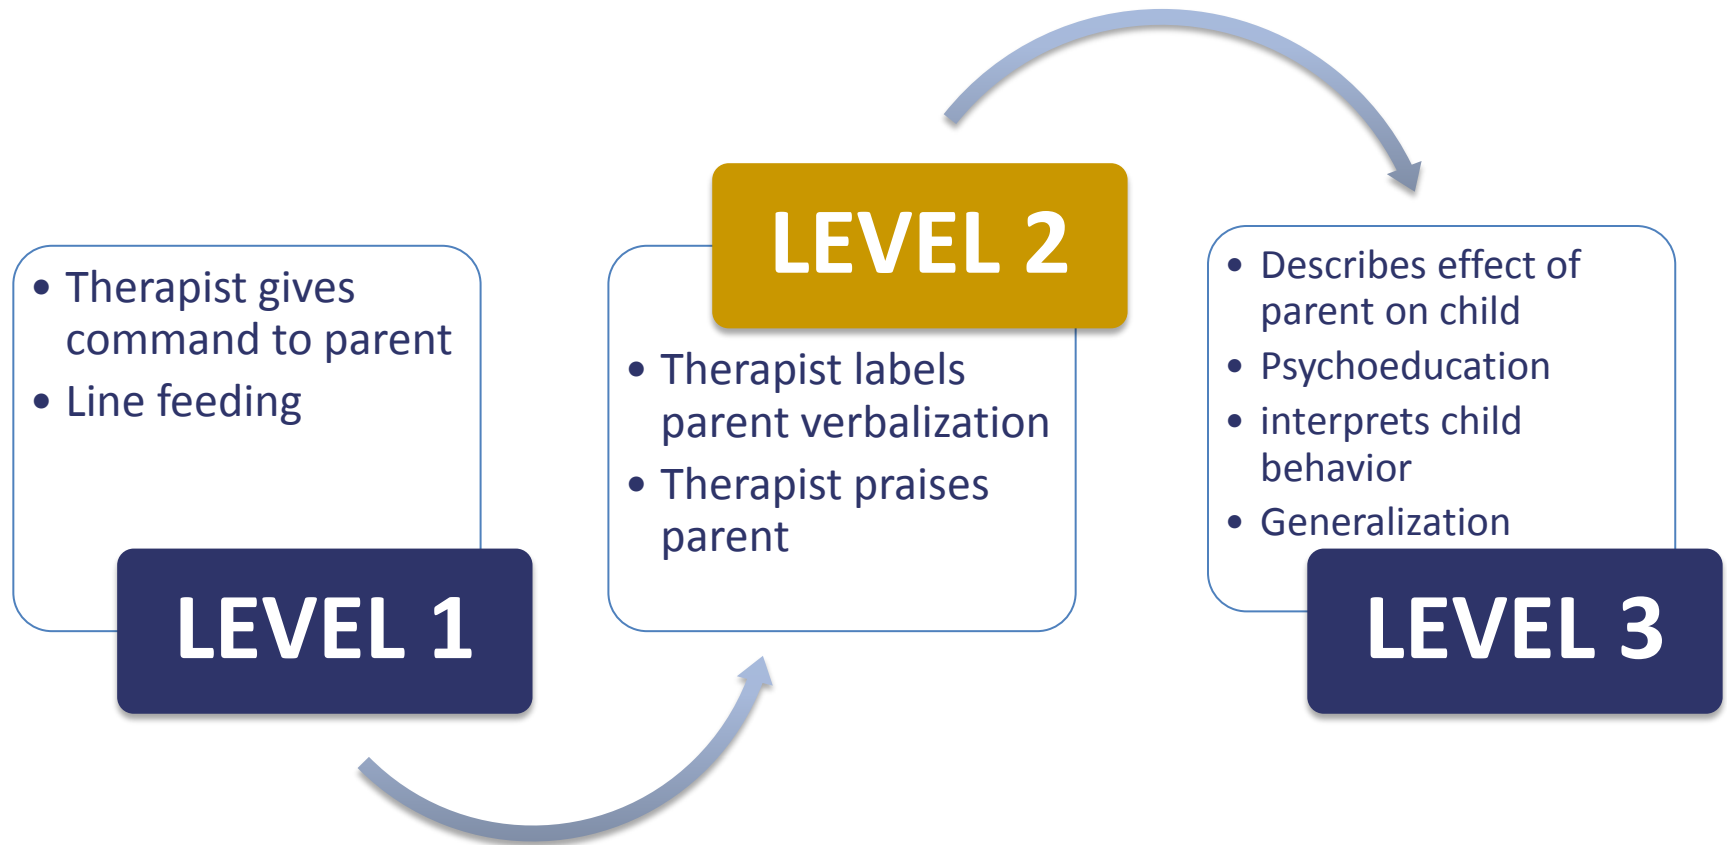 • Therapist gives
command to parent
• Line feeding
LEVEL 1
LEVEL 2
• Therapist labels
parent verbalization
• Therapist praises
parent
• Describes effect of
parent on child
• Psychoeducation
• interprets child
behavior
• Generalization
LEVEL 3